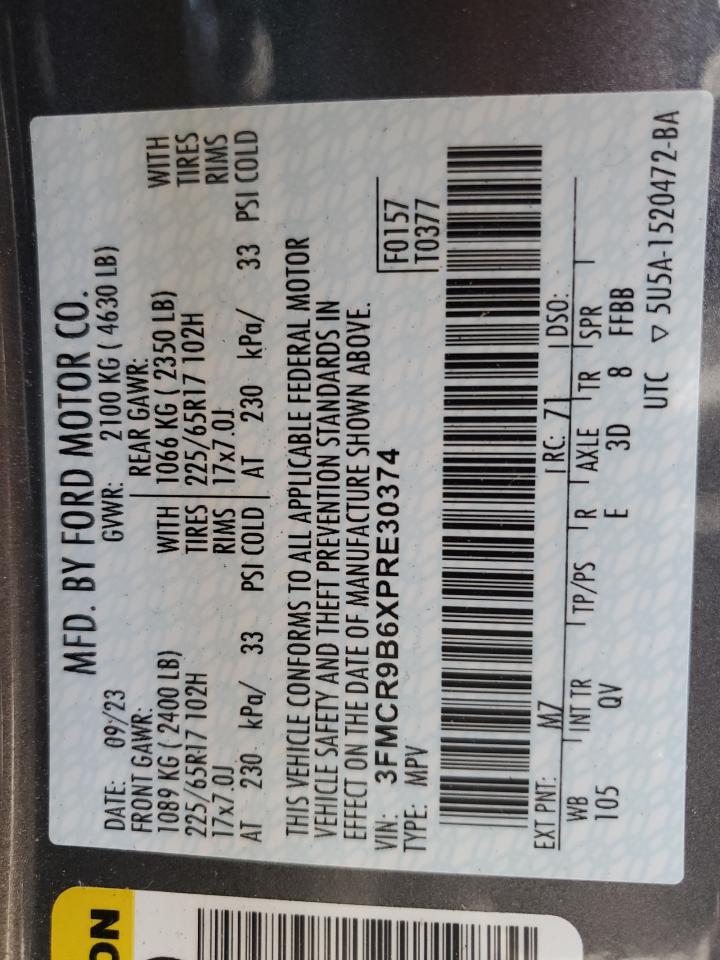 MFD. BY FORD MOTOR CO.
DATE: 09/23 GVWR: 2100 KG ( 4630 LB)
FRONT GAWR: REAR GAWR:
1089 KG ( 2400 LB) WITH 1066 KG ( 2350 LB) WITH
225/65R17 102H TIRES 225/65R17 102H TIRES
17x7.0J RIMS 17x7.0J RIMS
AT 230 kPa/ 33 PSI COLD AT 230 kPa/ 33 PSI COLD
THIS VEHICLE CONFORMS TO ALL APPLICABLE FEDERAL MOTOR
VEHICLE SAFETY AND THEFT PREVENTION STANDARDS IN
EFFECT ON THE DATE OF MANUFACTURE SHOWN ABOVE.
VIN: 3FMCR9B6XPRE30374 F0157
TYPE: MPV T0377
EXT PNT: M7 RC: 71 DSO:
WB INT TR TP/PS R AXLE TR SPR
105 QV E 3D 8 FFBB
UTC ▽ 5U5A-1520472-BA
ON